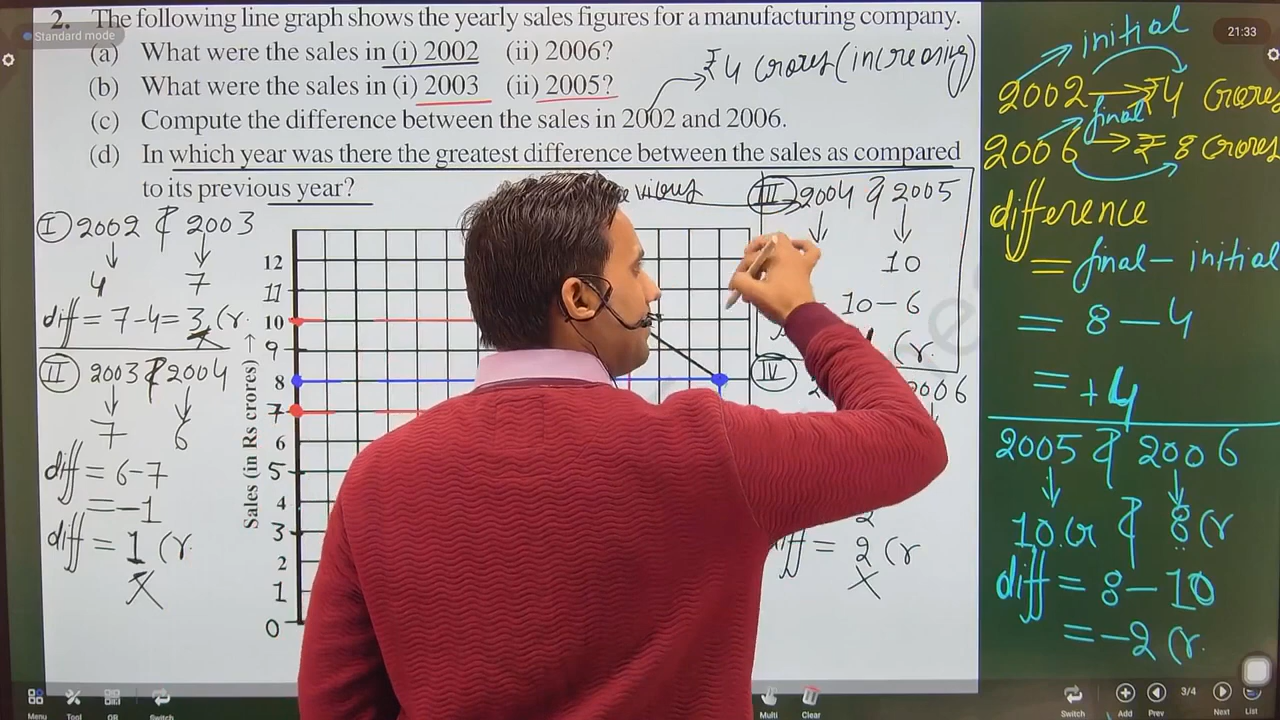 2. The following line graph shows the yearly sales figures for a manufacturing company.
Standard mode
21:33
(a) What were the sales in (i) 2002 (ii) 2006?
(b) What were the sales in (i) 2003 (ii) 2005?
(c) Compute the difference between the sales in 2002 and 2006.
(d) In which year was there the greatest difference between the sales as compared
to its previous year?
₹4 crores (increasing)
I 2002 & 2003
4 7
diff = 7-4 = 3 Cr.
II 2003 & 2004
7 6
diff = 6-7
= -1
diff = 1 Cr
X
Sales (in Rs crores) →
12
11
10
9
8
7
6
5
4
3
2
1
0
III 2004 & 2005
10
10-6
Cr.
IV
2006
diff = 2 Cr
X
initial
2002 → ₹4 Crores
final
2006 → ₹ 8 crores
difference
= final - initial
= 8-4
= +4
2005 & 2006
10 Cr & 8 Cr
diff = 8-10
= -2 Cr.
Menu
Tool
QR
Switch
Multi
Clear
Switch
Add
Prev
3/4
Next
List